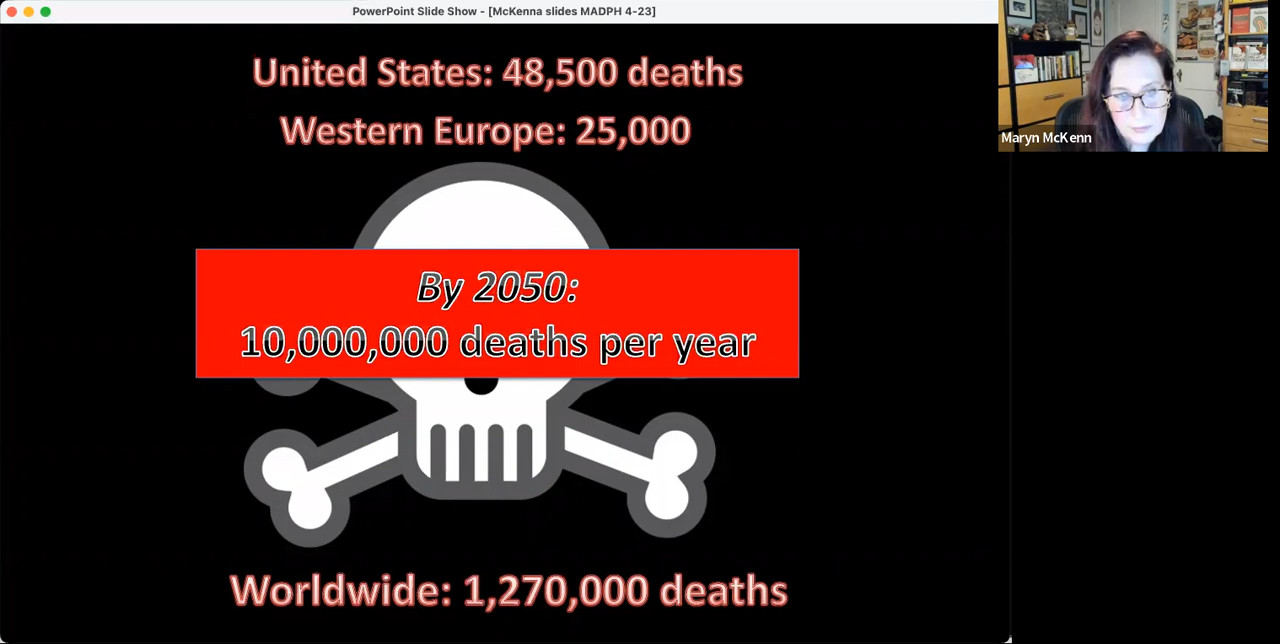 PowerPoint Slide Show - [McKenna slides MADPH 4-23]
United States: 48,500 deaths
Western Europe: 25,000
By 2050:
10,000,000 deaths per year
Worldwide: 1,270,000 deaths
Maryn McKenn